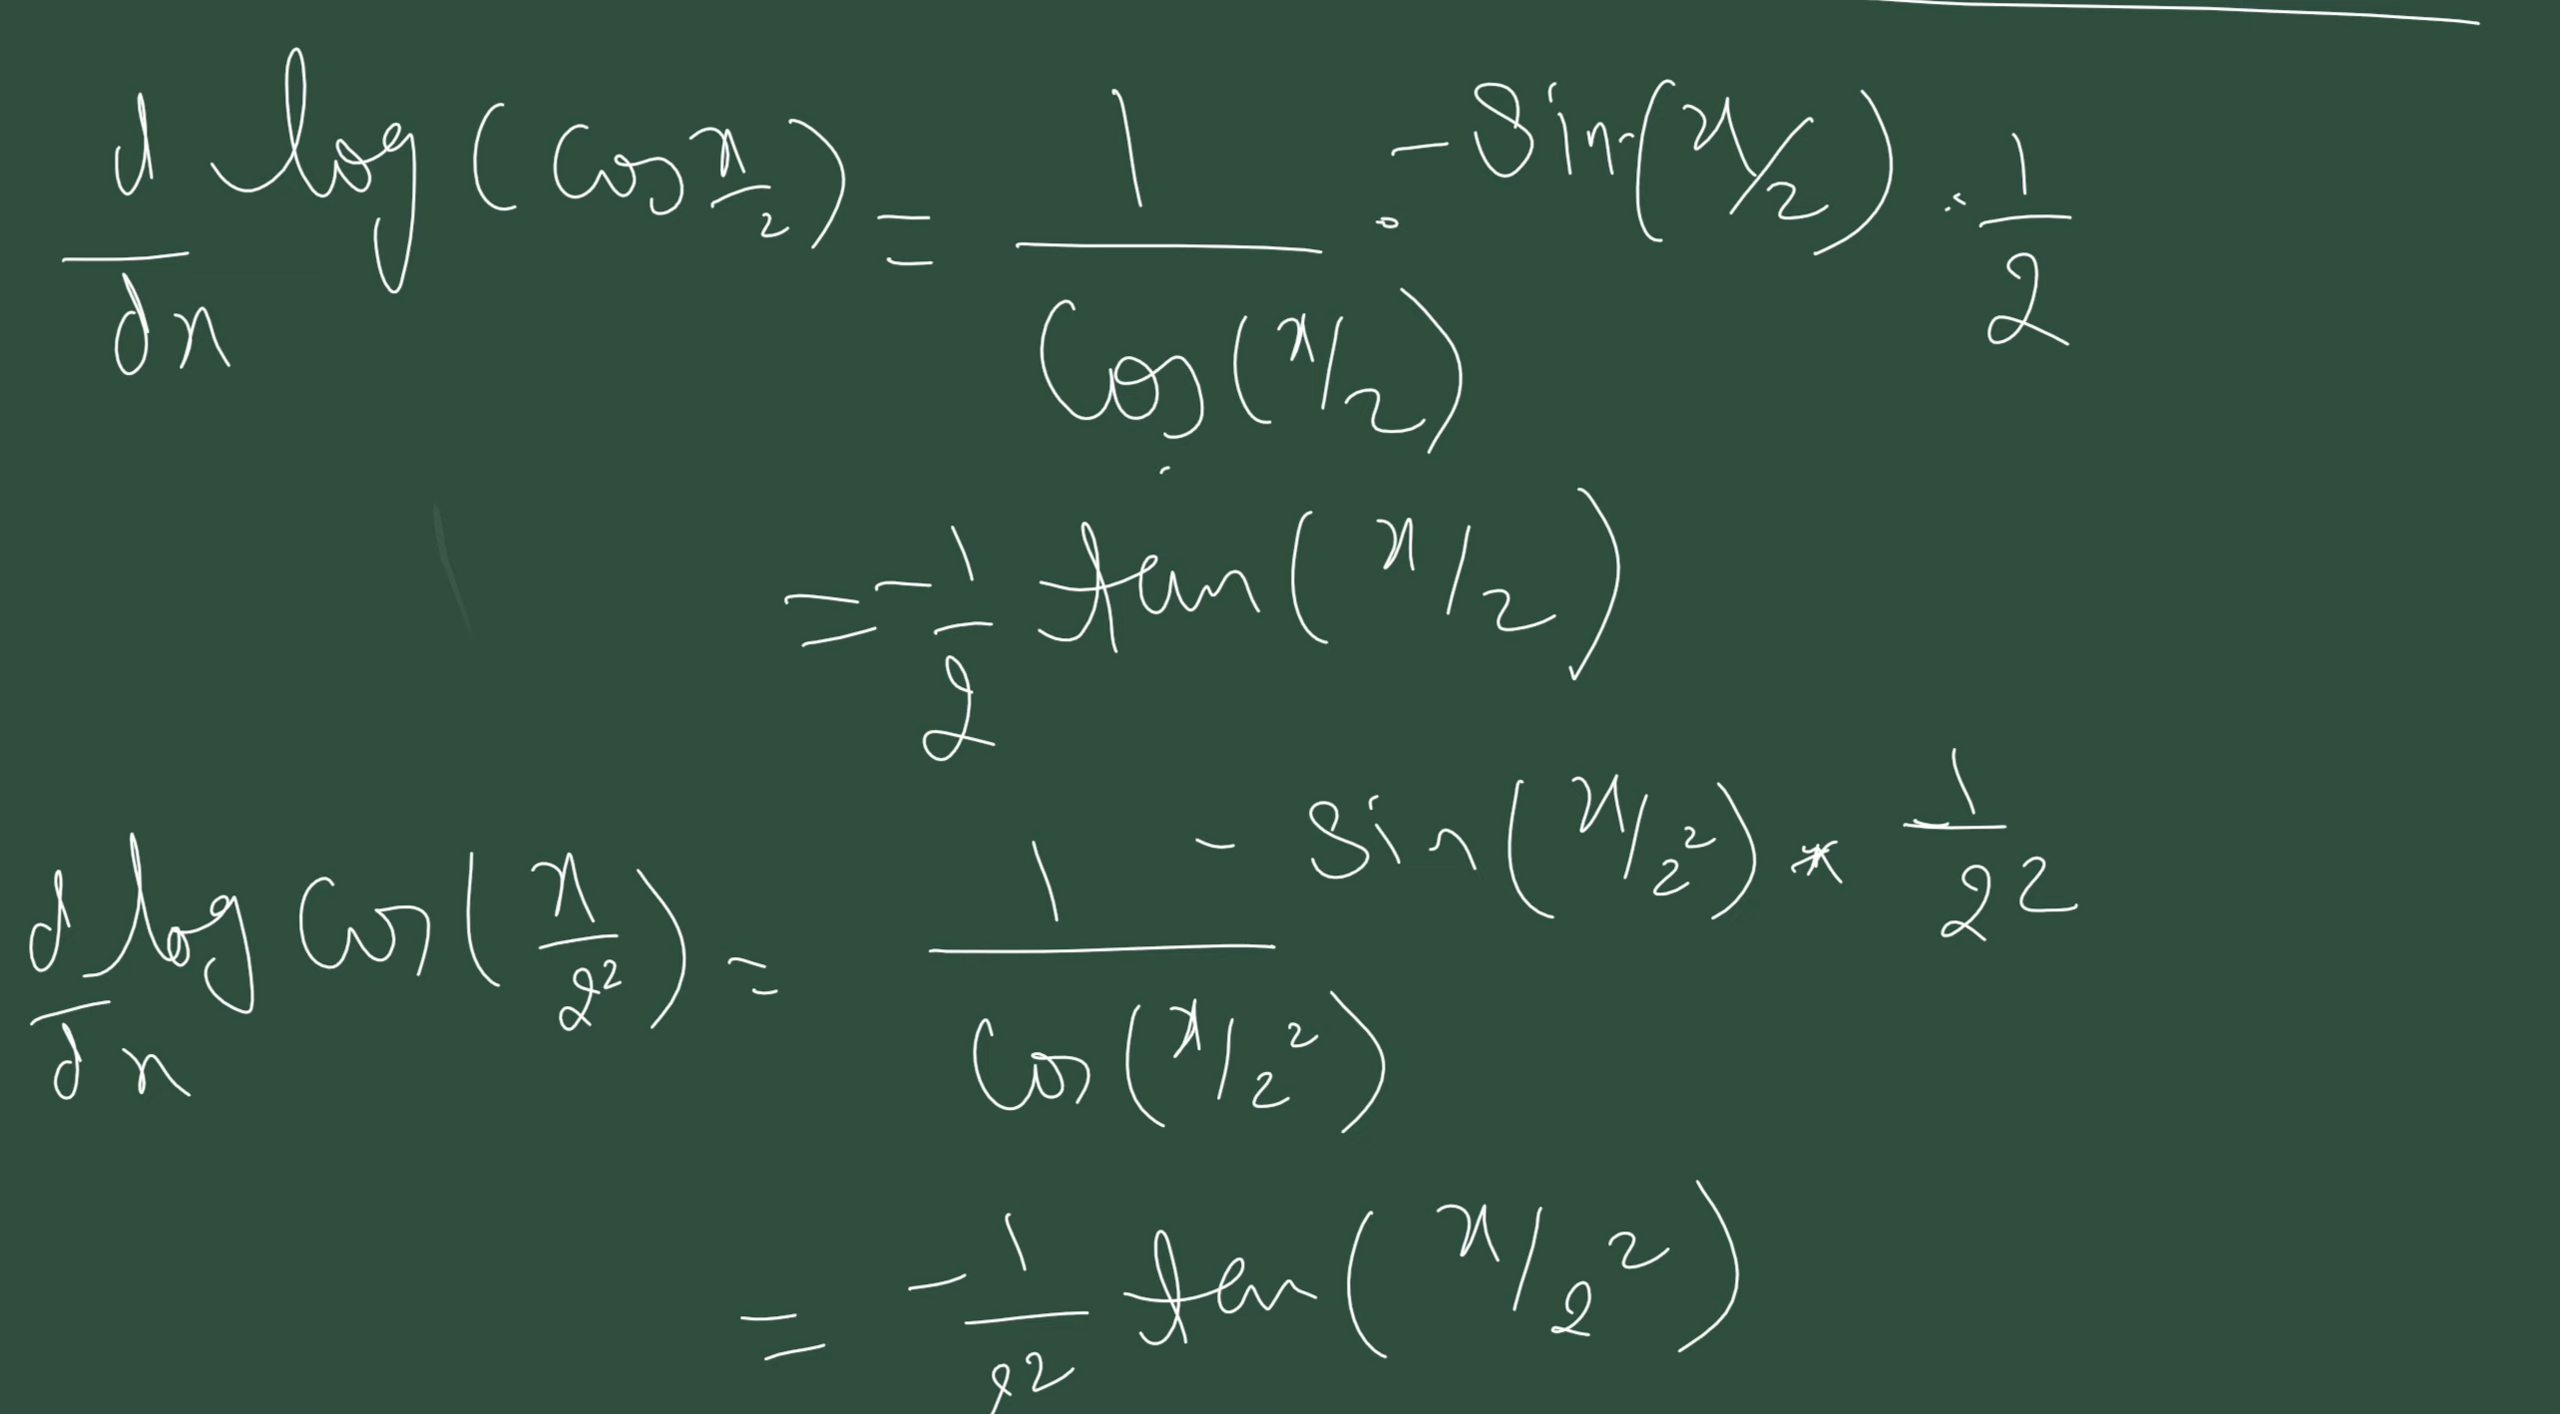 d/dx log(Cos x/2) = 1/Cos(x/2) · -Sin(x/2) · 1/2
= -1/2 tan(x/2)
d/dx log Cos(x/2²) = 1/Cos(x/2²) - Sin(x/2²) * 1/2²
= -1/2² tan(x/2²)